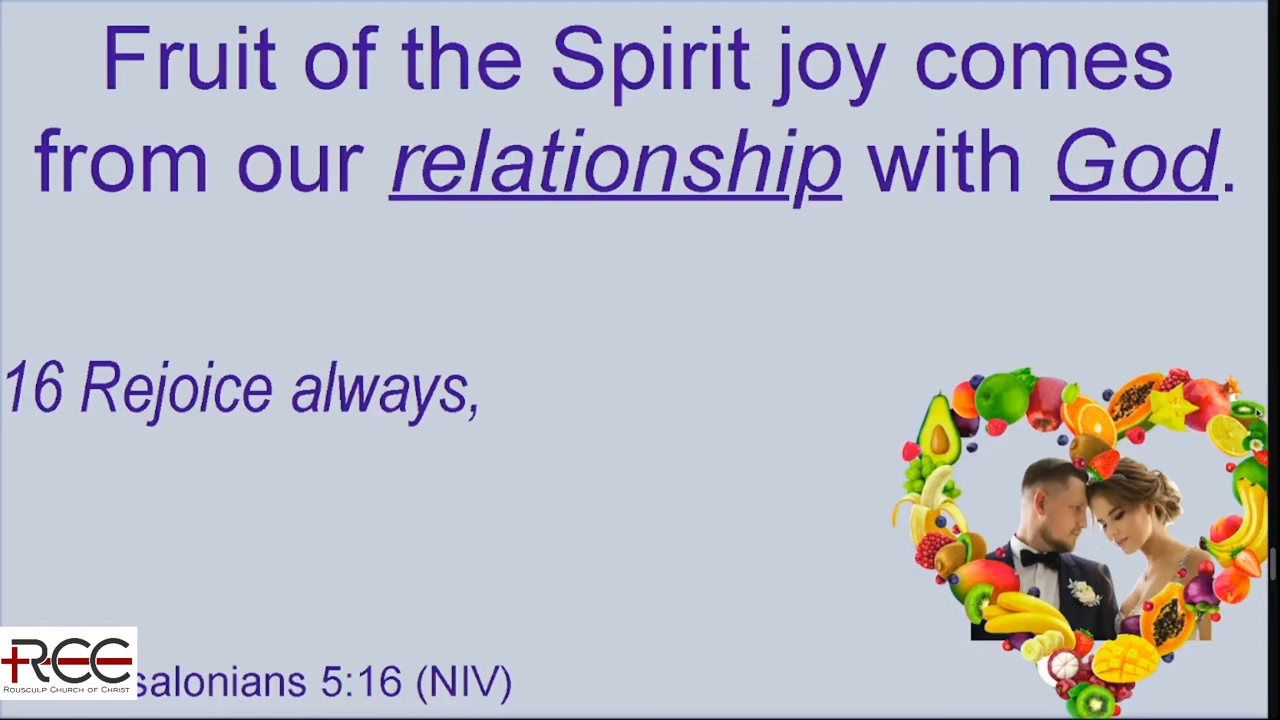 Fruit of the Spirit joy comes
from our relationship with God.
16 Rejoice always,
RCC
Rousculp Church of Christ
salonians 5:16 (NIV)